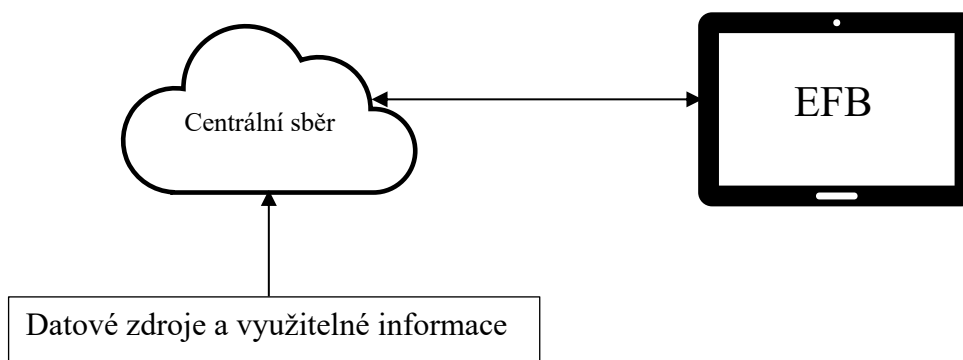 Centrální sběr
EFB
Datové zdroje a využitelné informace